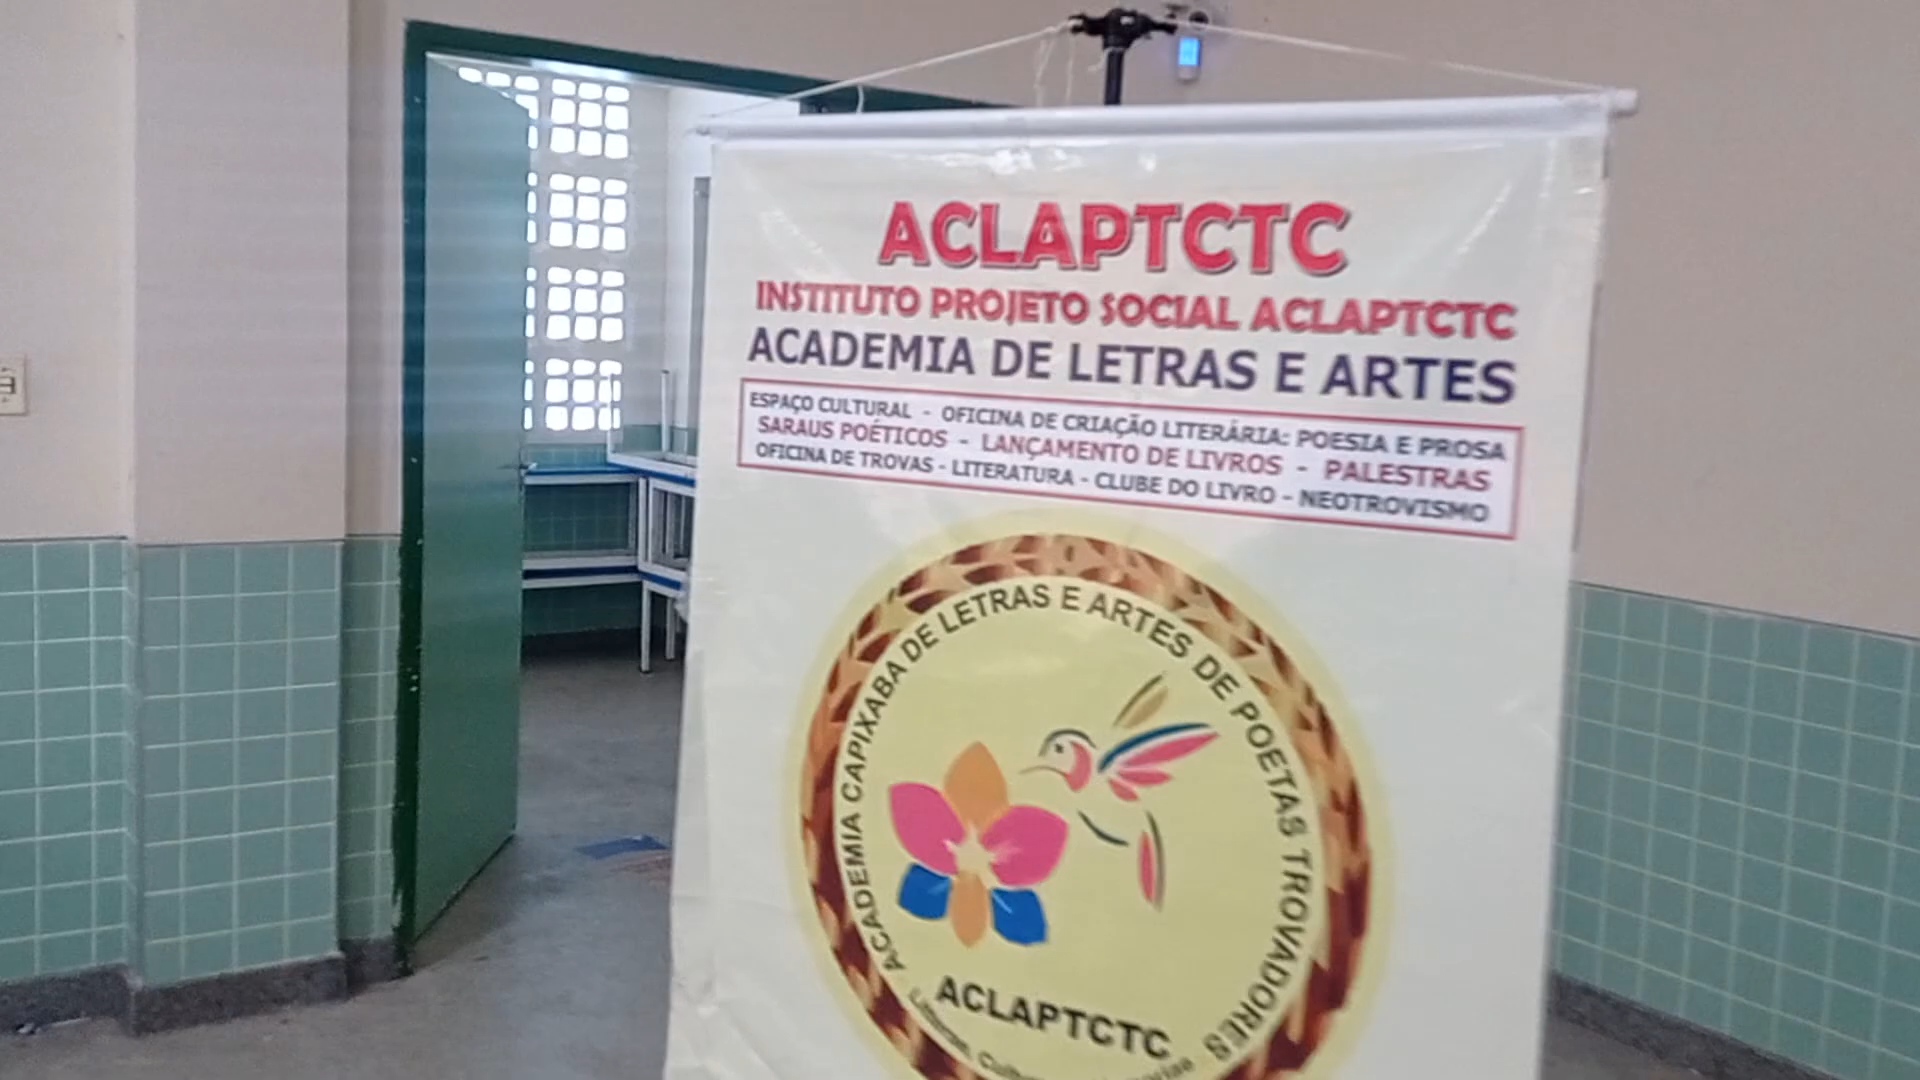 ACLAPTCTC
INSTITUTO PROJETO SOCIAL ACLAPTCTC
ACADEMIA DE LETRAS E ARTES
ESPAÇO CULTURAL - OFICINA DE CRIAÇÃO LITERÁRIA: POESIA E PROSA
SARAUS POÉTICOS - LANÇAMENTO DE LIVROS - PALESTRAS
OFICINA DE TROVAS - LITERATURA - CLUBE DO LIVRO - NEOTROVISMO
ACADEMIA CAPIXABA DE LETRAS E ARTES DE POETAS TROVADORES
ACLAPTCTC